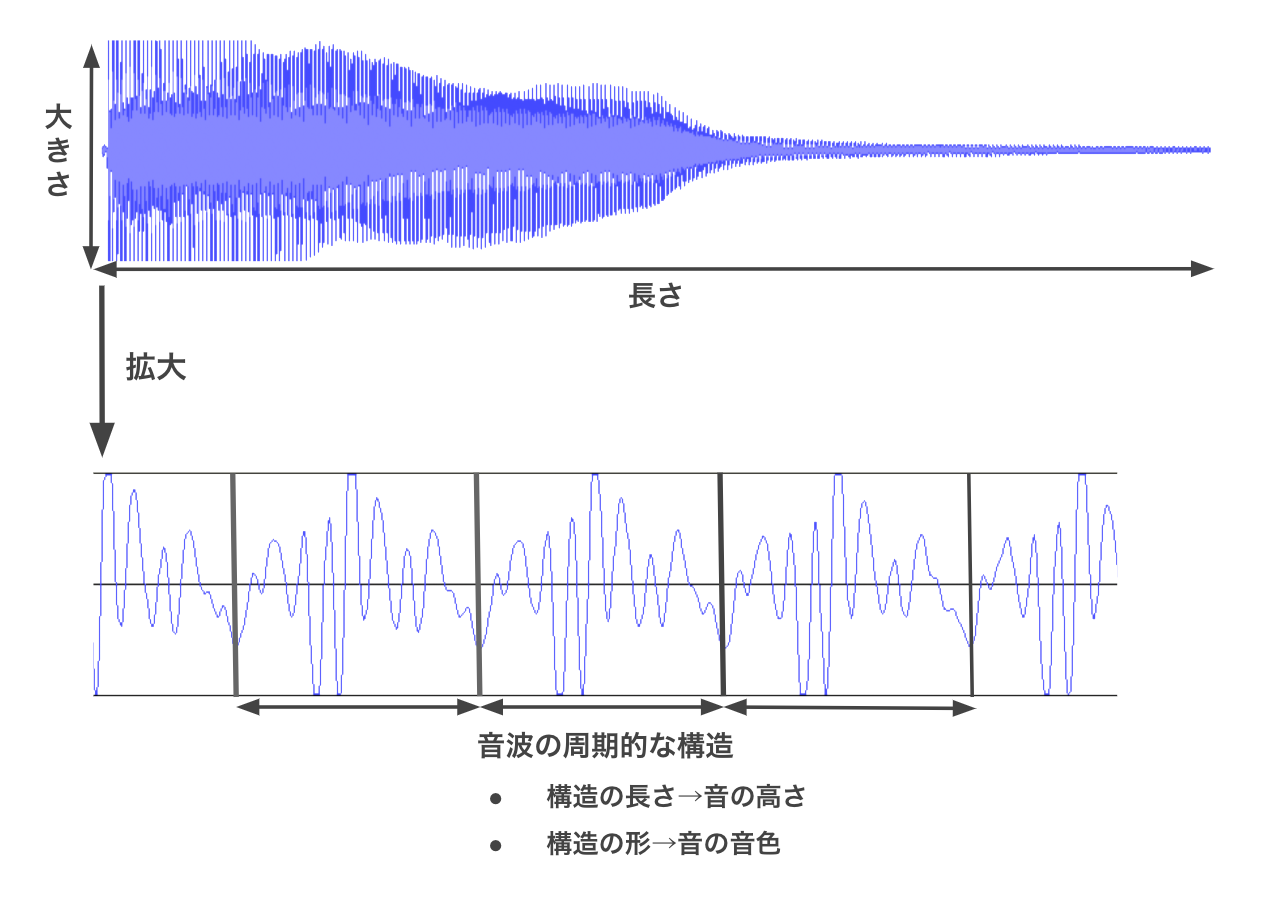 大きさ
長さ
拡大
音波の周期的な構造
● 構造の長さ→音の高さ
● 構造の形→音の音色